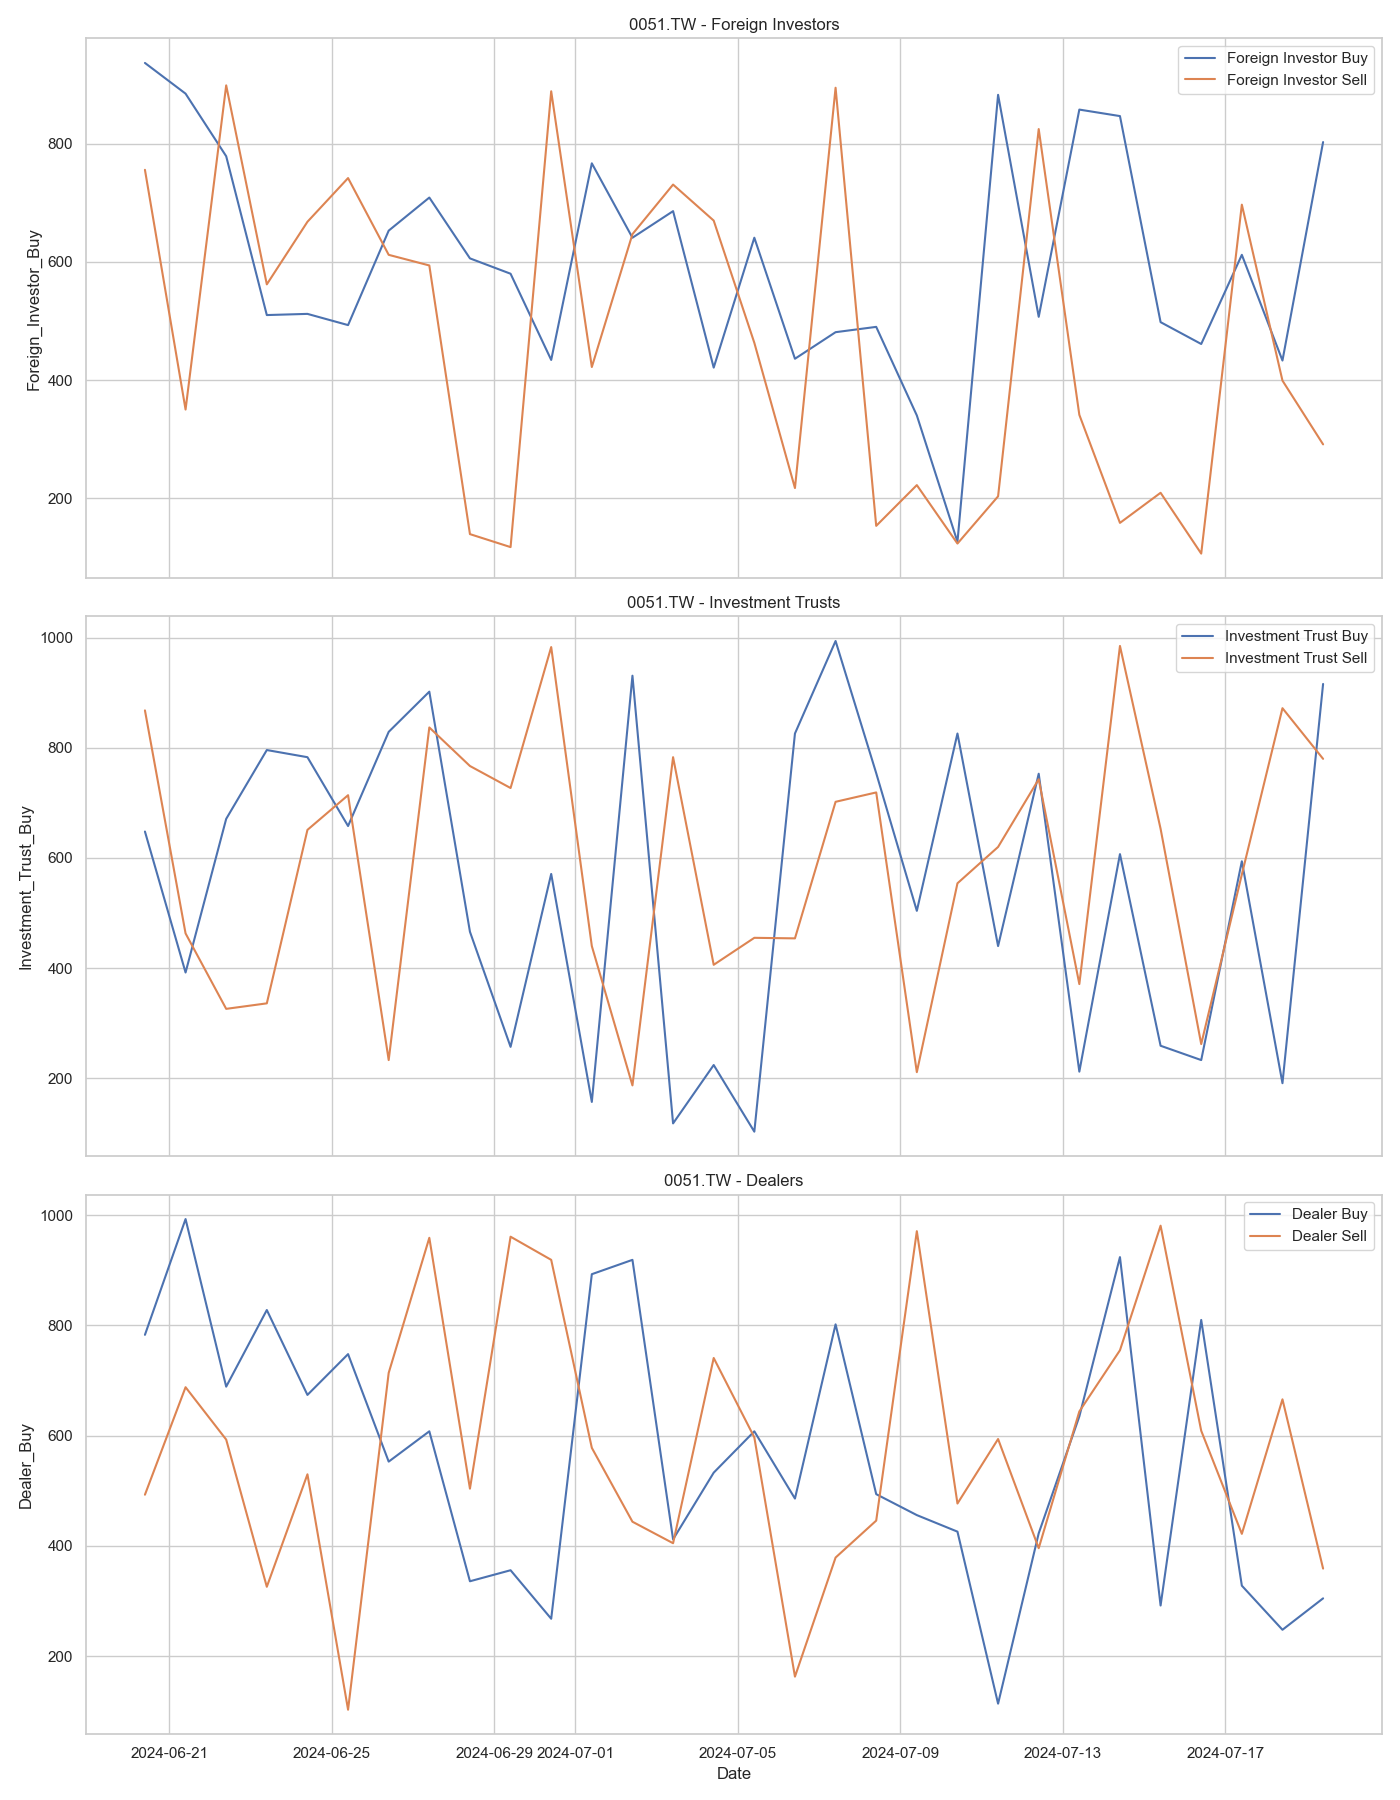 0051.TW - Foreign Investors
Foreign Investor Buy
Foreign Investor Sell
Foreign_Investor_Buy
800
600
400
200
0051.TW - Investment Trusts
Investment Trust Buy
Investment Trust Sell
Investment_Trust_Buy
1000
800
600
400
200
0051.TW - Dealers
Dealer Buy
Dealer Sell
Dealer_Buy
1000
800
600
400
200
2024-06-21 2024-06-25 2024-06-29 2024-07-01 2024-07-05 2024-07-09 2024-07-13 2024-07-17
Date